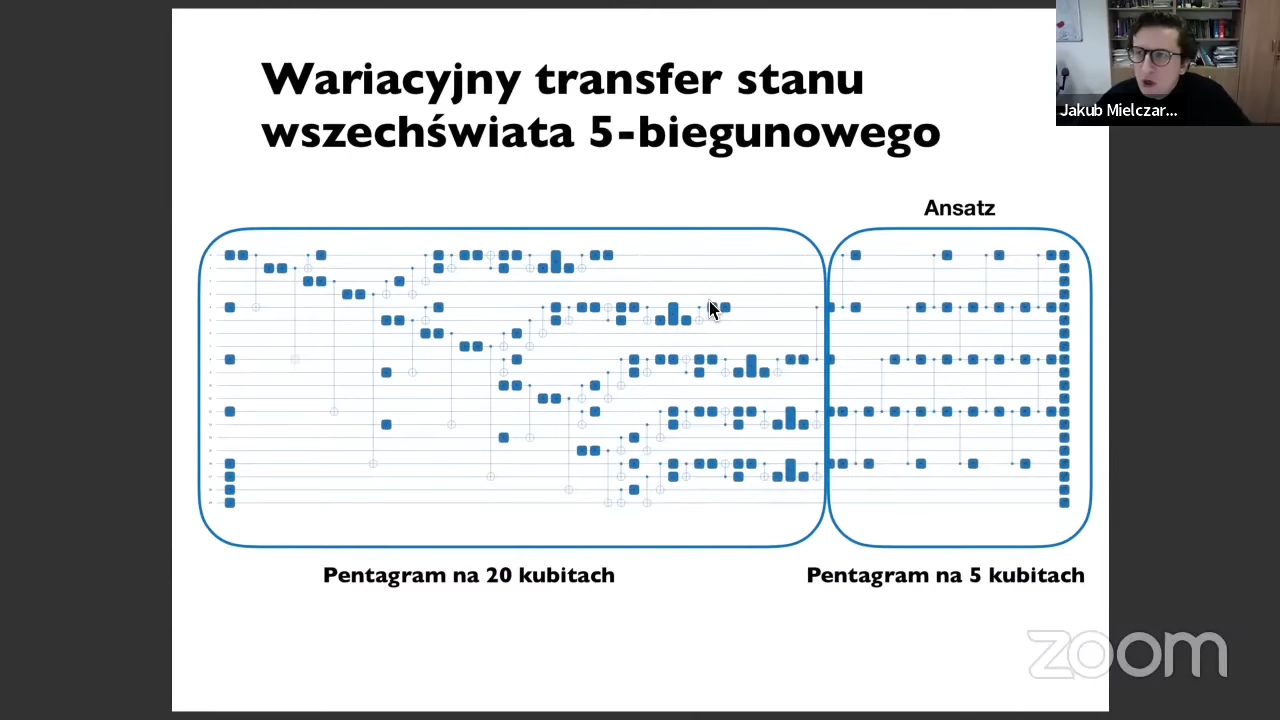 Wariacyjny transfer stanu
wszechświata 5-biegunowego
Jakub Mielczar...
Ansatz
Pentagram na 20 kubitach
Pentagram na 5 kubitach
zoom